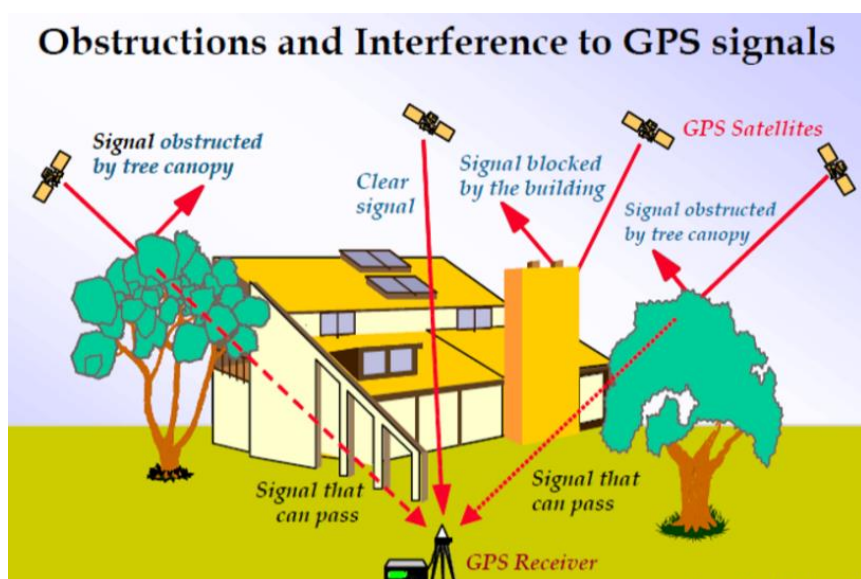 Obstructions and Interference to GPS signals
Signal obstructed
by tree canopy
Clear
signal
Signal blocked
by the building
GPS Satellites
Signal obstructed
by tree canopy
Signal that
can pass
Signal that
can pass
GPS Receiver